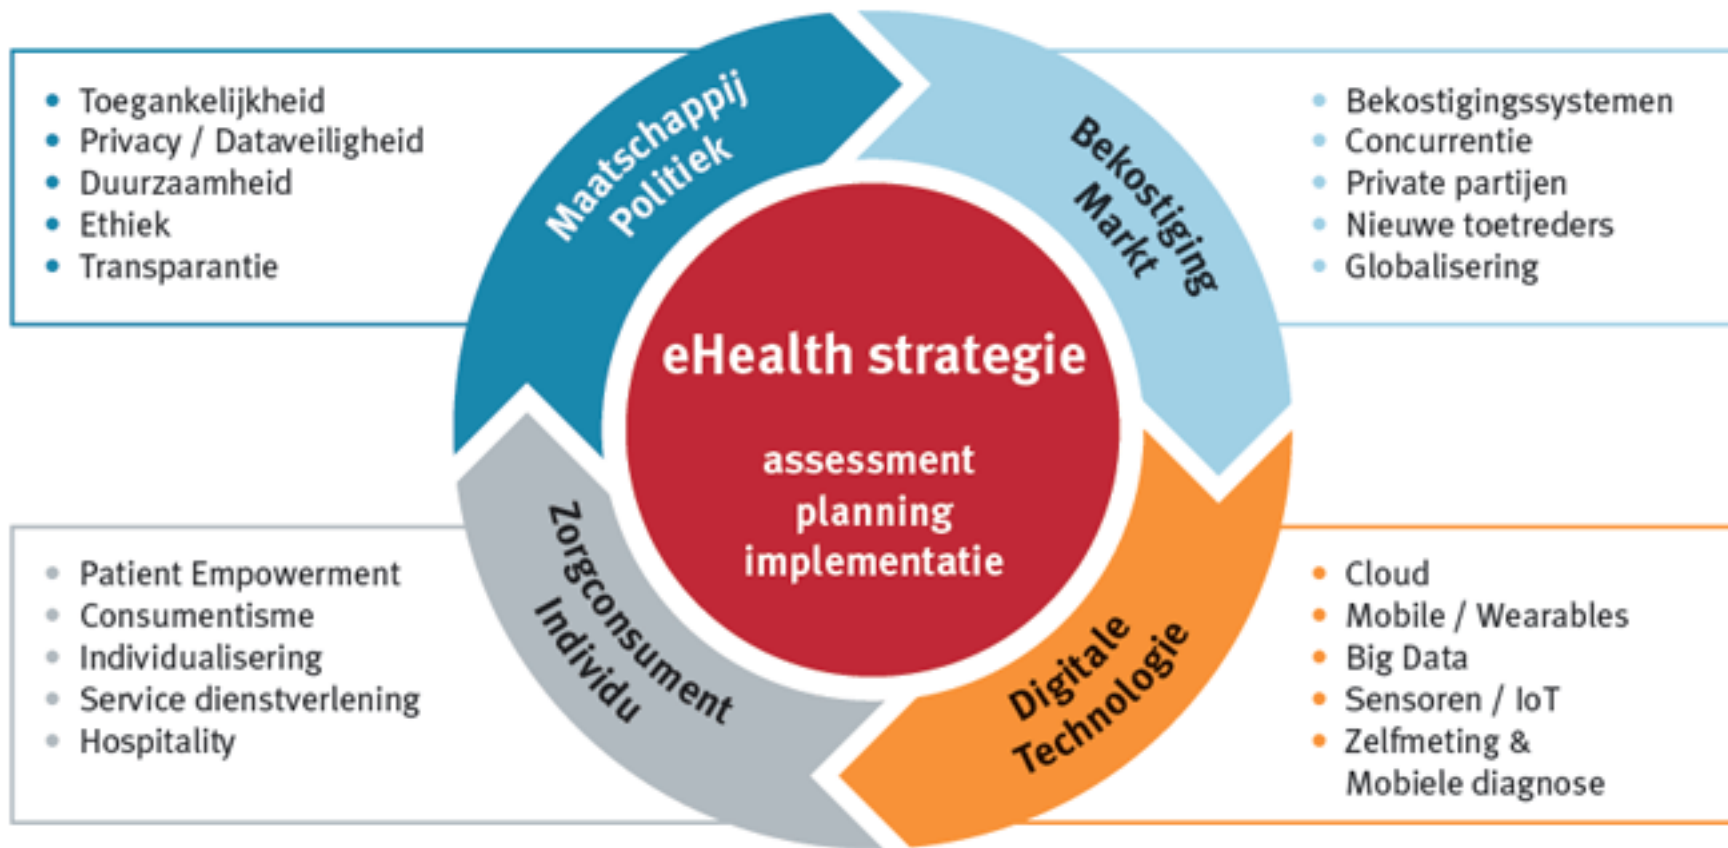 Maatschappij
Politiek
• Toegankelijkheid
• Privacy / Dataveiligheid
• Duurzaamheid
• Ethiek
• Transparantie
Bekostiging
Markt
• Bekostigingssystemen
• Concurrentie
• Private partijen
• Nieuwe toetreders
• Globalisering
eHealth strategie
assessment
planning
implementatie
Zorgconsument
Individu
• Patient Empowerment
• Consumentisme
• Individualisering
• Service dienstverlening
• Hospitality
Digitale
Technologie
• Cloud
• Mobile / Wearables
• Big Data
• Sensoren / IoT
• Zelfmeting &
Mobiele diagnose